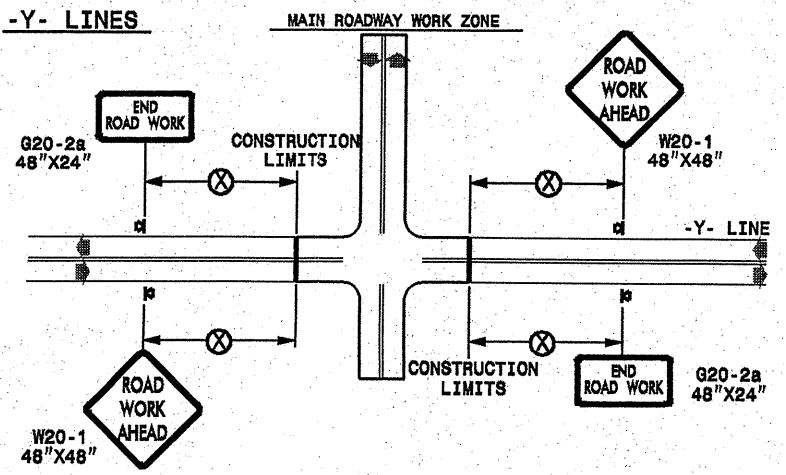 -Y- LINES
MAIN ROADWAY WORK ZONE
END
ROAD WORK
G20-2a
48"X24"
CONSTRUCTION
LIMITS
X
ROAD
WORK
AHEAD
W20-1
48"X48"
X
-Y- LINE
X
ROAD
WORK
AHEAD
W20-1
48"X48"
X
CONSTRUCTION
LIMITS
END
ROAD WORK
G20-2a
48"X24"